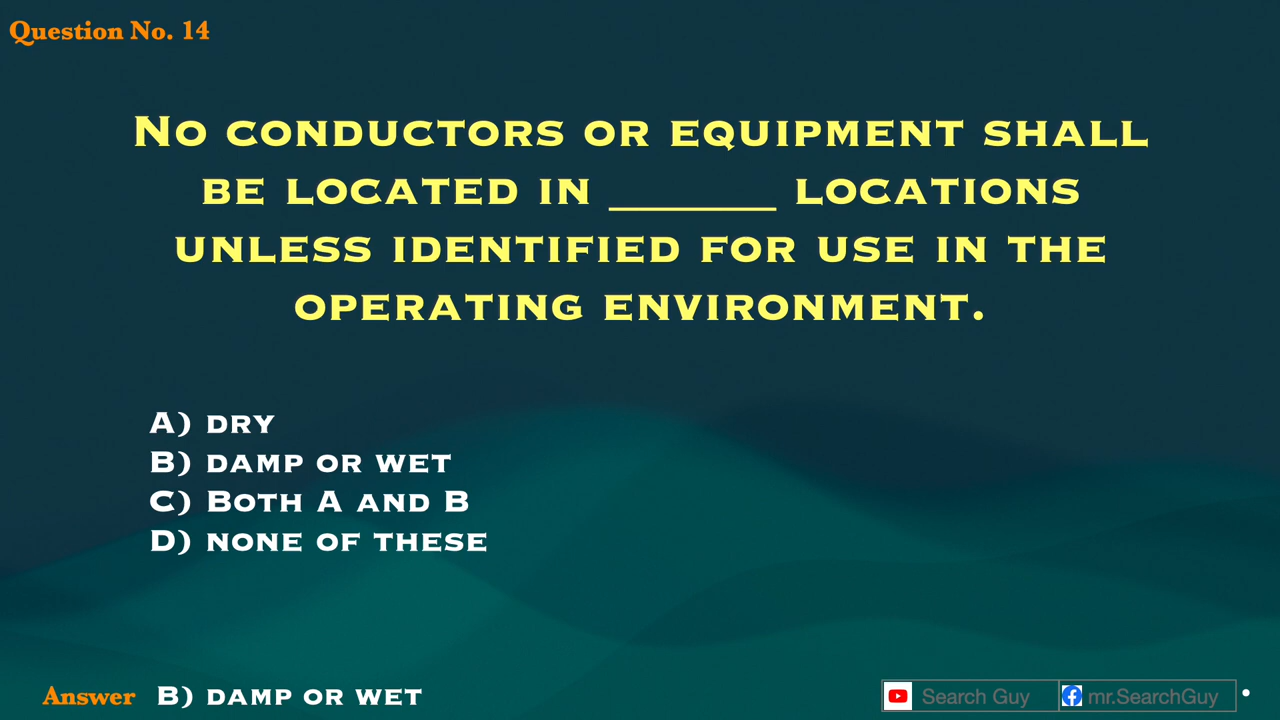 Question No. 14
No conductors or equipment shall
be located in _______ locations
unless identified for use in the
operating environment.
A) dry
B) damp or wet
C) Both A and B
D) none of these
Answer B) damp or wet
Search Guy mr.SearchGuy